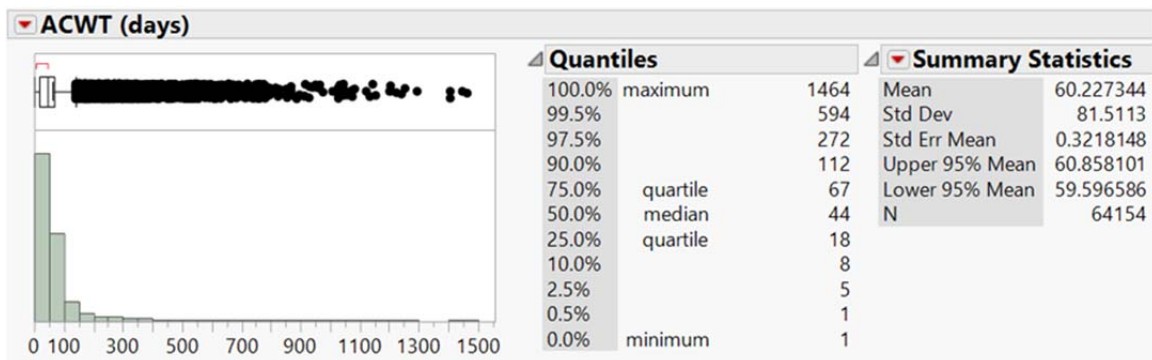 ACWT (days)
0 100 300 500 700 900 1100 1300 1500
Quantiles
100.0% maximum 1464
99.5% 594
97.5% 272
90.0% 112
75.0% quartile 67
50.0% median 44
25.0% quartile 18
10.0% 8
2.5% 5
0.5% 1
0.0% minimum 1
Summary Statistics
Mean 60.227344
Std Dev 81.5113
Std Err Mean 0.3218148
Upper 95% Mean 60.858101
Lower 95% Mean 59.596586
N 64154